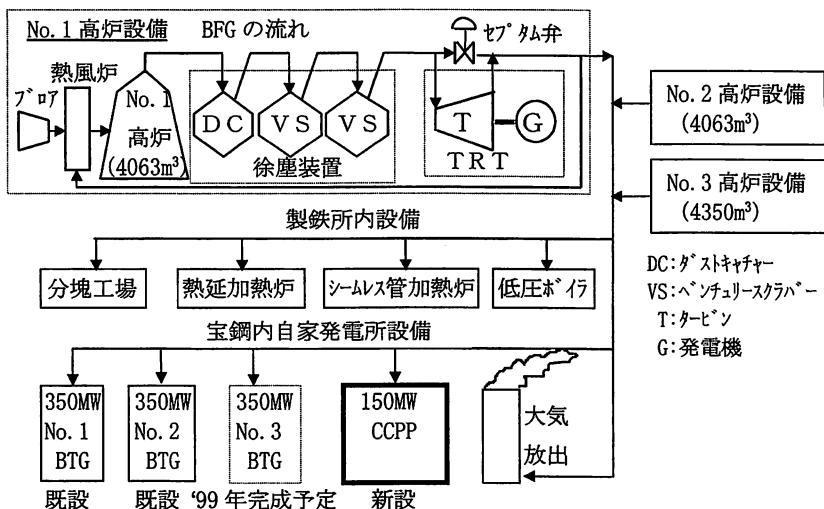 No.1 高炉設備 BFG の流れ セプタム弁
熱風炉
ブロア
No.1
高炉
(4063m³)
DC VS VS
徐塵装置
T G
TRT
No.2 高炉設備
(4063m³)
No.3 高炉設備
(4350m³)
製鉄所内設備
分塊工場 熱延加熱炉 シームレス管加熱炉 低圧ボイラ
DC:ダストキャチャー
VS:ベンチュリースクラバー
T:タービン
G:発電機
宝鋼内自家発電所設備
350MW 350MW 350MW 150MW
No.1 No.2 No.3 CCPP
BTG BTG BTG
大気
放出
既設 既設 '99年完成予定 新設